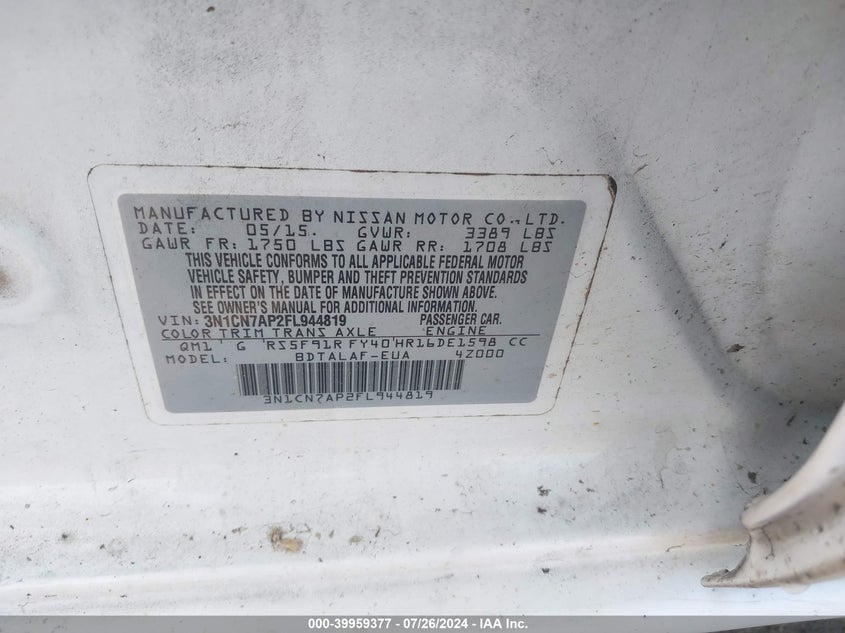 MANUFACTURED BY NISSAN MOTOR CO., LTD.
DATE: 05/15. GVWR: 3389 LBS
GAWR FR: 1750 LBS GAWR RR: 1708 LBS
THIS VEHICLE CONFORMS TO ALL APPLICABLE FEDERAL MOTOR
VEHICLE SAFETY, BUMPER AND THEFT PREVENTION STANDARDS
IN EFFECT ON THE DATE OF MANUFACTURE SHOWN ABOVE.
SEE OWNER'S MANUAL FOR ADDITIONAL INFORMATION.
VIN: 3N1CN7AP2FL944819 PASSENGER CAR.
COLOR TRIM TRANS AXLE ENGINE
QM1 G RS5F91R FY40 HR16DE1598 CC
MODEL: BDTALAF-EUA 4Z000
3N1CN7AP2FL944819
000-39959377 / 07/26/2024 - IAA Inc.